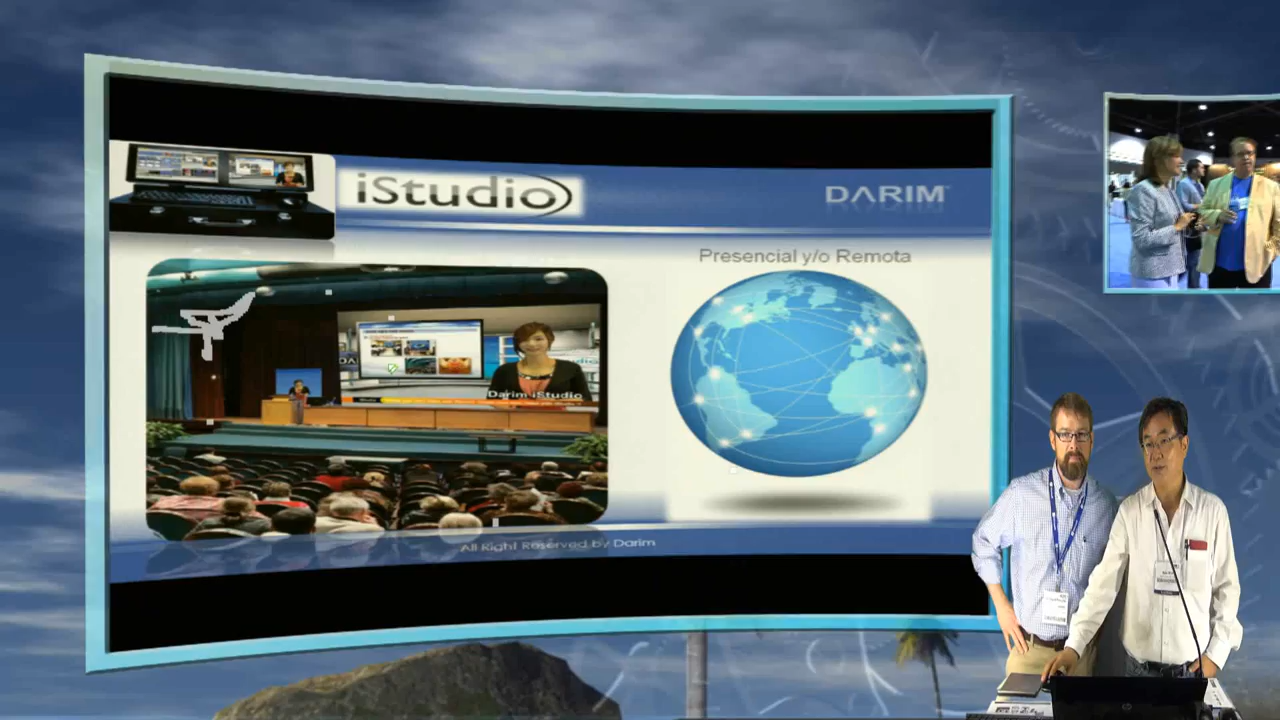 iStudio
DARIM
Presencial y/o Remota
Darim iStudio
All Right Reserved by Darim